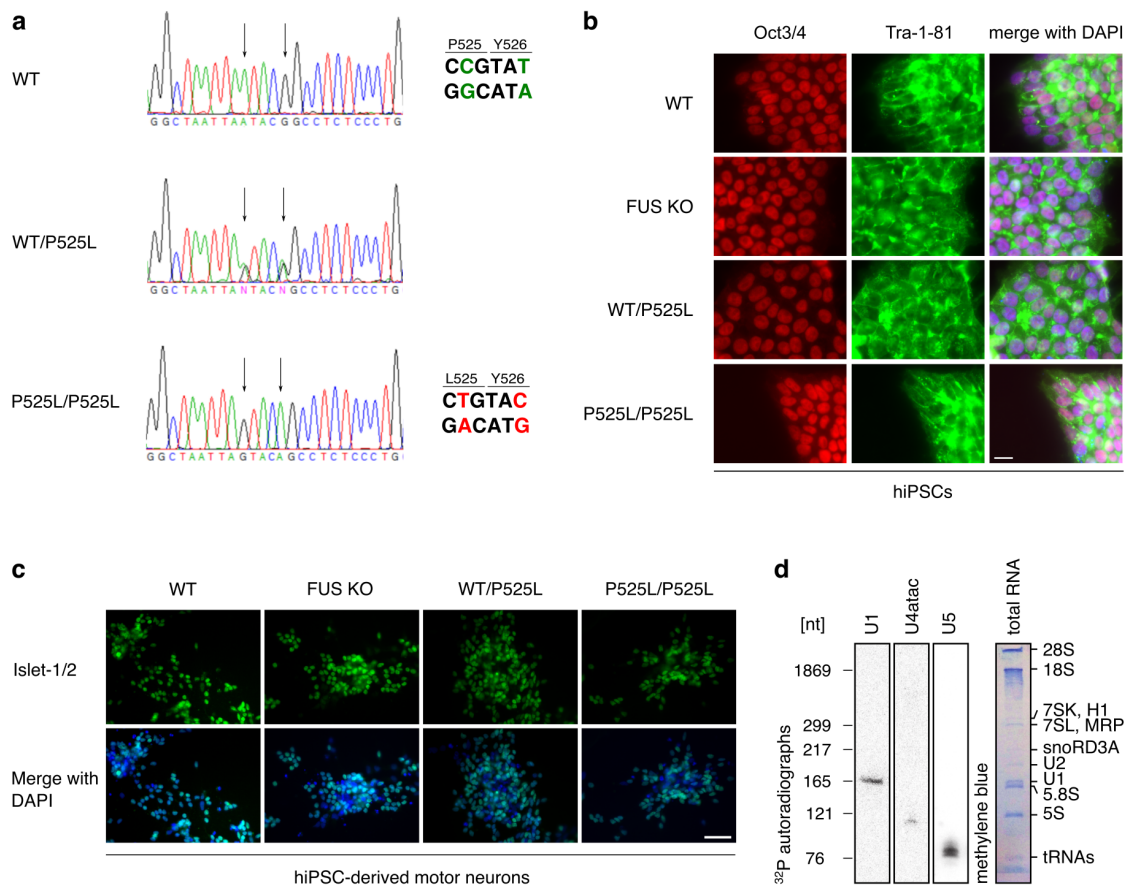 a
WT
GGCTAATTAATACGGCCTCTCCCTG
P525 Y526
CCGTAT
GGCATA
WT/P525L
GGCTAATTANTACNGCCTCTCCCTG
P525L/P525L
GGCTAATTAGTACAGCCTCTCCCTG
L525 Y526
CTGTAC
GACATG
b
Oct3/4 Tra-1-81 merge with DAPI
WT
FUS KO
WT/P525L
P525L/P525L
hiPSCs
c
WT FUS KO WT/P525L P525L/P525L
Islet-1/2
Merge with
DAPI
hiPSC-derived motor neurons
d
[nt] U1 U4atac U5 total RNA
1869
299
217
165
121
76
32P autoradiographs
methylene blue
28S
18S
7SK, H1
7SL, MRP
snoRD3A
U2
U1
5.8S
5S
tRNAs